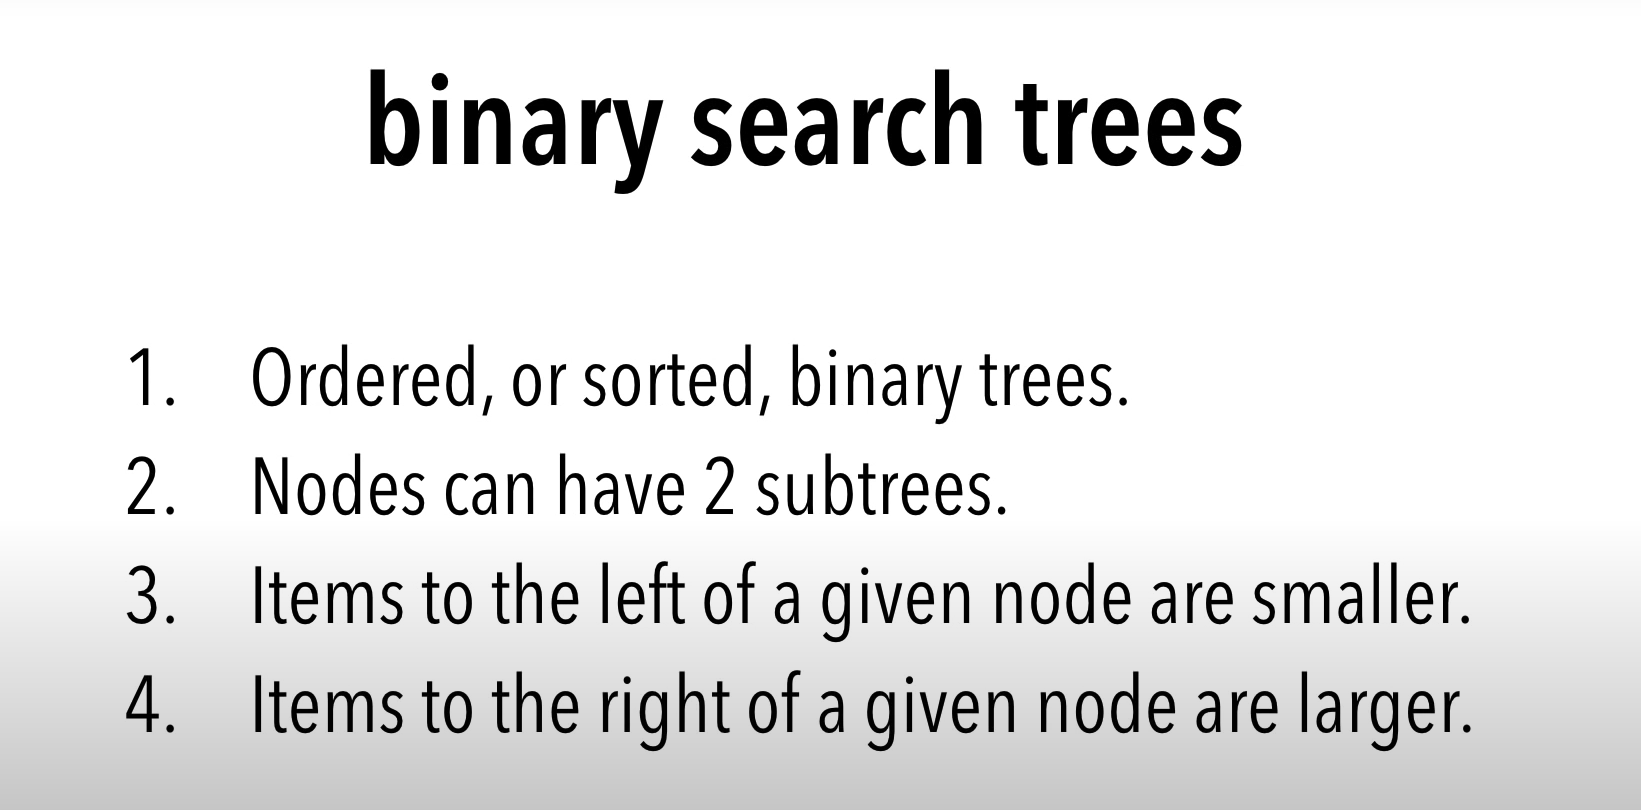 binary search trees
1. Ordered, or sorted, binary trees.
2. Nodes can have 2 subtrees.
3. Items to the left of a given node are smaller.
4. Items to the right of a given node are larger.